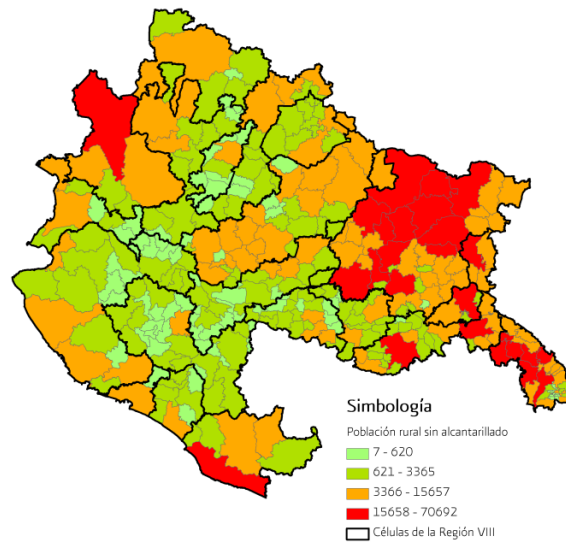 Simbología
Población rural sin alcantarillado
7 - 620
621 - 3365
3366 - 15657
15658 - 70692
Células de la Región VIII